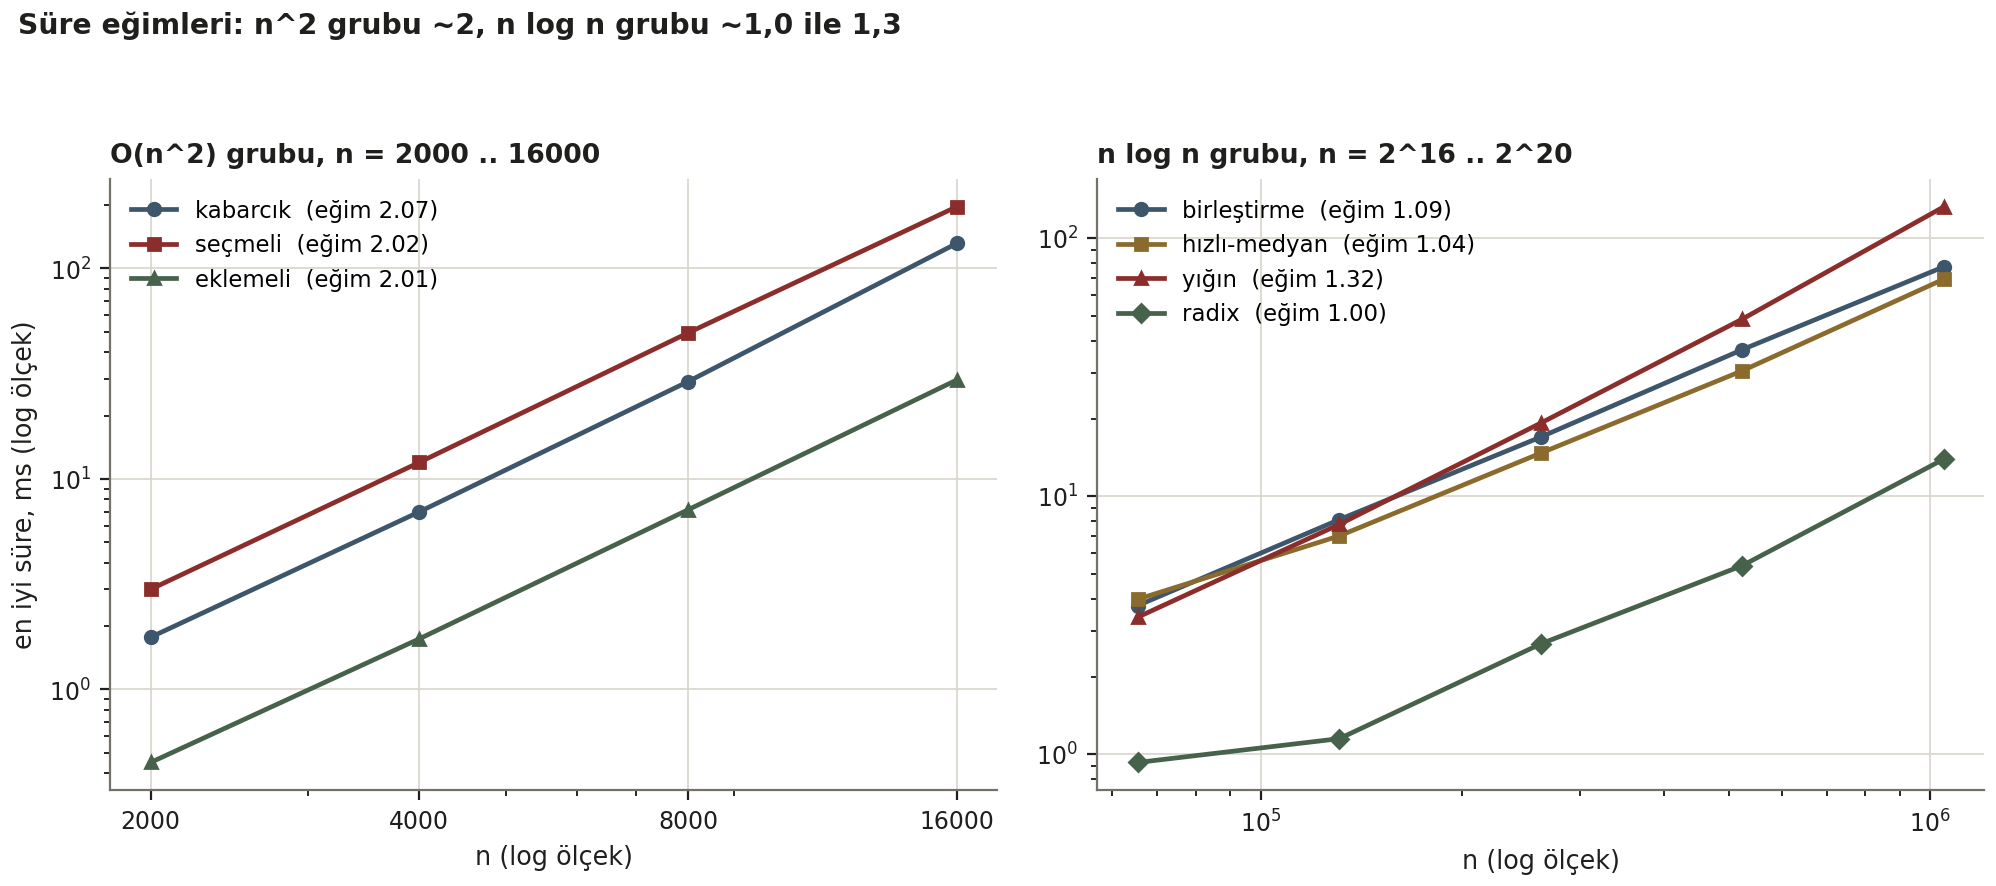 Süre eğimleri: n^2 grubu ~2, n log n grubu ~1,0 ile 1,3
O(n^2) grubu, n = 2000 .. 16000
kabarcık (eğim 2.07)
seçmeli (eğim 2.02)
eklemeli (eğim 2.01)
en iyi süre, ms (log ölçek)
10^2
10^1
10^0
2000 4000 8000 16000
n (log ölçek)
n log n grubu, n = 2^16 .. 2^20
birleştirme (eğim 1.09)
hızlı-medyan (eğim 1.04)
yığın (eğim 1.32)
radix (eğim 1.00)
10^2
10^1
10^0
10^5 10^6
n (log ölçek)